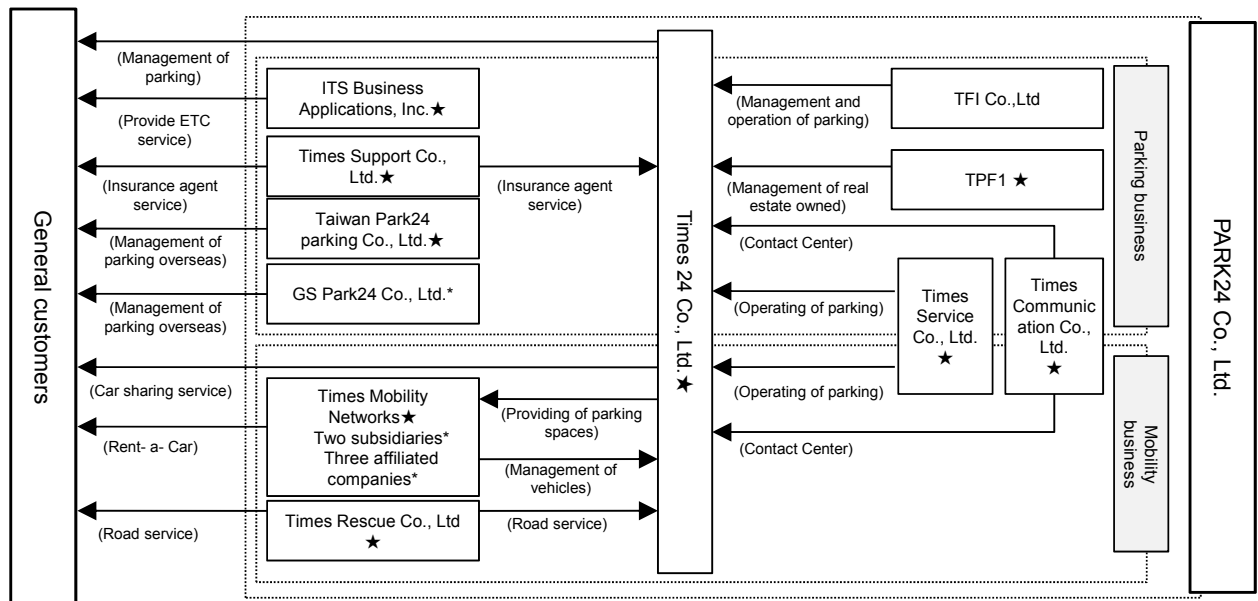 General customers
(Management of
parking)
(Provide ETC
service)
(Insurance agent
service)
(Management of
parking overseas)
(Management of
parking overseas)
(Car sharing service)
(Rent- a- Car)
(Road service)
ITS Business
Applications, Inc.★
Times Support Co.,
Ltd.★
Taiwan Park24
parking Co., Ltd.★
GS Park24 Co., Ltd.*
Times Mobility
Networks★
Two subsidiaries*
Three affiliated
companies*
Times Rescue Co., Ltd
★
(Insurance agent
service)
(Providing of parking
spaces)
(Management of
vehicles)
(Road service)
Times 24 Co., Ltd.★
(Management and
operation of parking)
(Management of real
estate owned)
(Contact Center)
(Operating of parking)
(Operating of parking)
(Contact Center)
TFI Co.,Ltd
TPF1 ★
Times
Service
Co., Ltd.
★
Times
Communic
ation Co.,
Ltd.
★
Parking business
Mobility
business
PARK24 Co., Ltd.